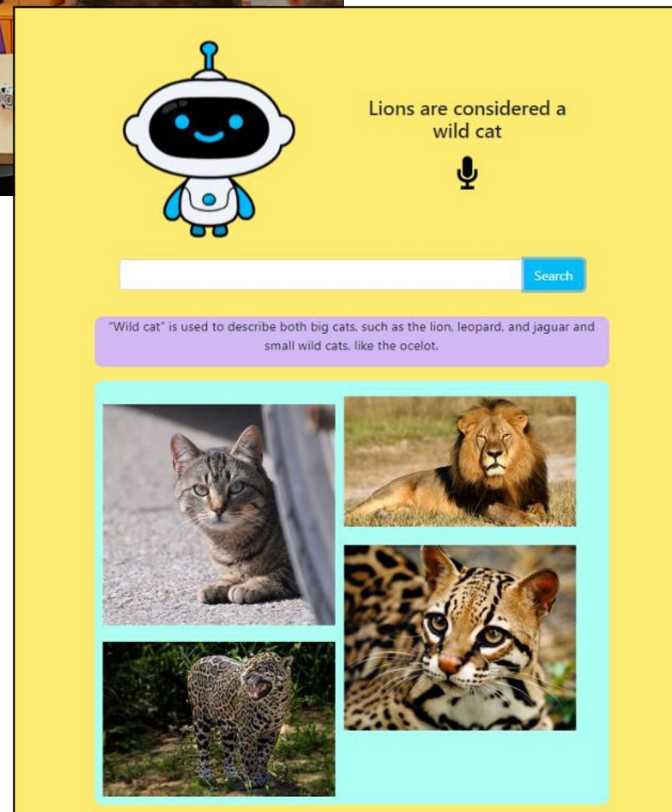 Lions are considered a
wild cat
Search
"Wild cat" is used to describe both big cats, such as the lion, leopard, and jaguar and
small wild cats, like the ocelot.